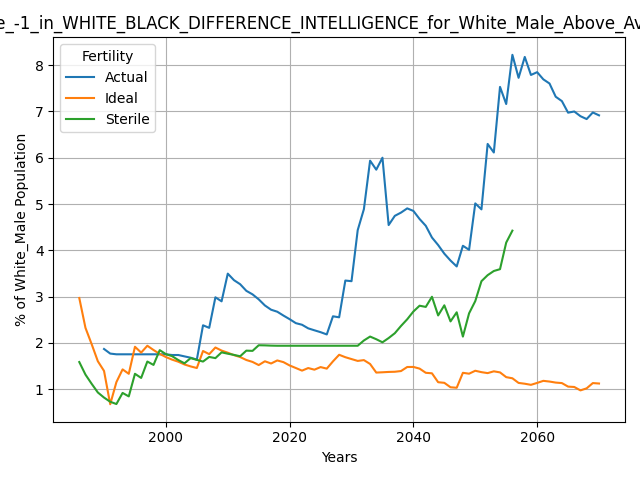 e_-1_in_WHITE_BLACK_DIFFERENCE_INTELLIGENCE_for_White_Male_Above_Av
Fertility
Actual
Ideal
Sterile
% of White_Male Population
8
7
6
5
4
3
2
1
2000 2020 2040 2060
Years